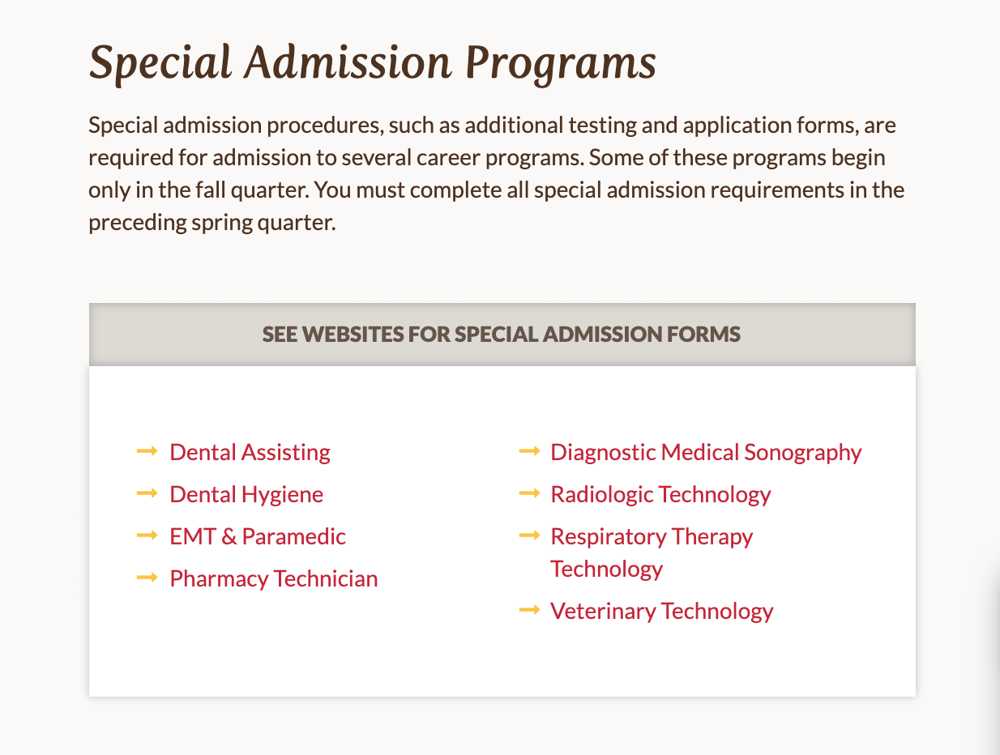 Special Admission Programs
Special admission procedures, such as additional testing and application forms, are
required for admission to several career programs. Some of these programs begin
only in the fall quarter. You must complete all special admission requirements in the
preceding spring quarter.
SEE WEBSITES FOR SPECIAL ADMISSION FORMS
Dental Assisting
Dental Hygiene
EMT & Paramedic
Pharmacy Technician
Diagnostic Medical Sonography
Radiologic Technology
Respiratory Therapy
Technology
Veterinary Technology